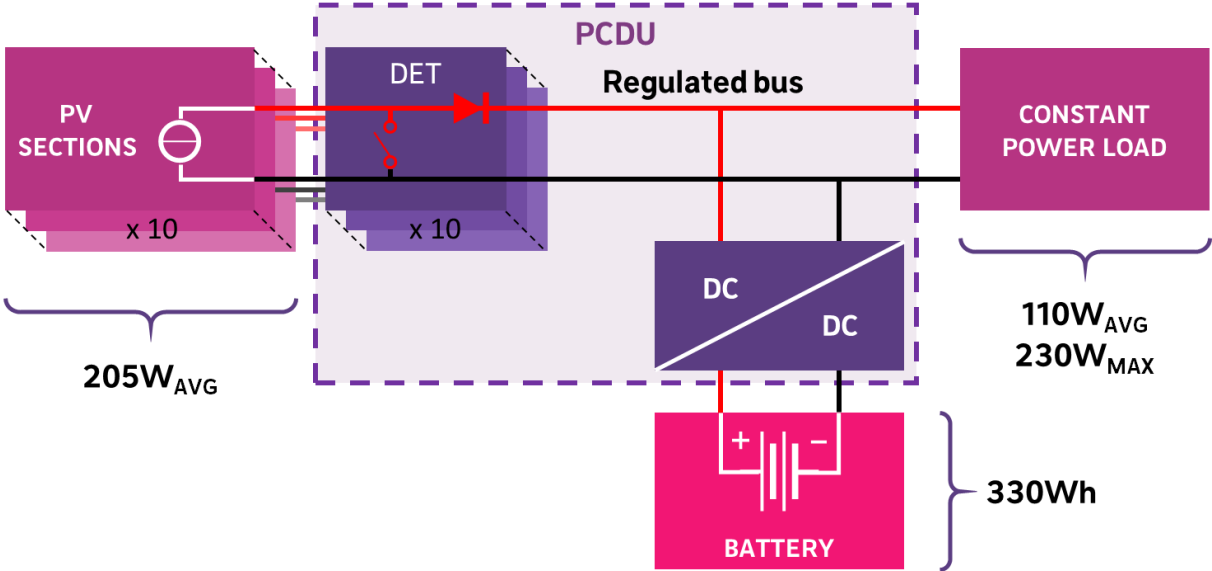 PCDU
PV
SECTIONS
x 10
DET
x 10
Regulated bus
CONSTANT
POWER LOAD
205WAVG
DC
DC
110WAVG
230WMAX
+ −
BATTERY
330Wh